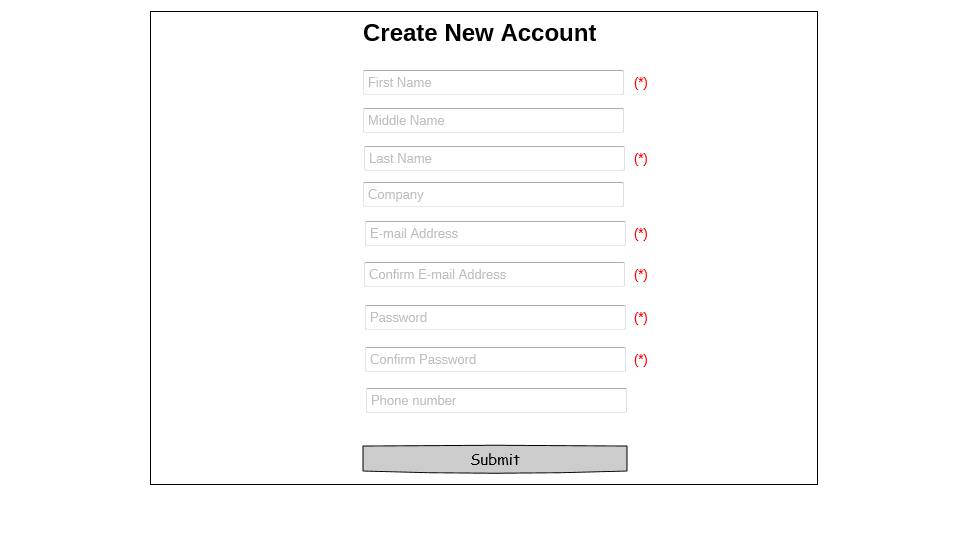 Create New Account
First Name (*)
Middle Name
Last Name (*)
Company
E-mail Address (*)
Confirm E-mail Address (*)
Password (*)
Confirm Password (*)
Phone number
Submit